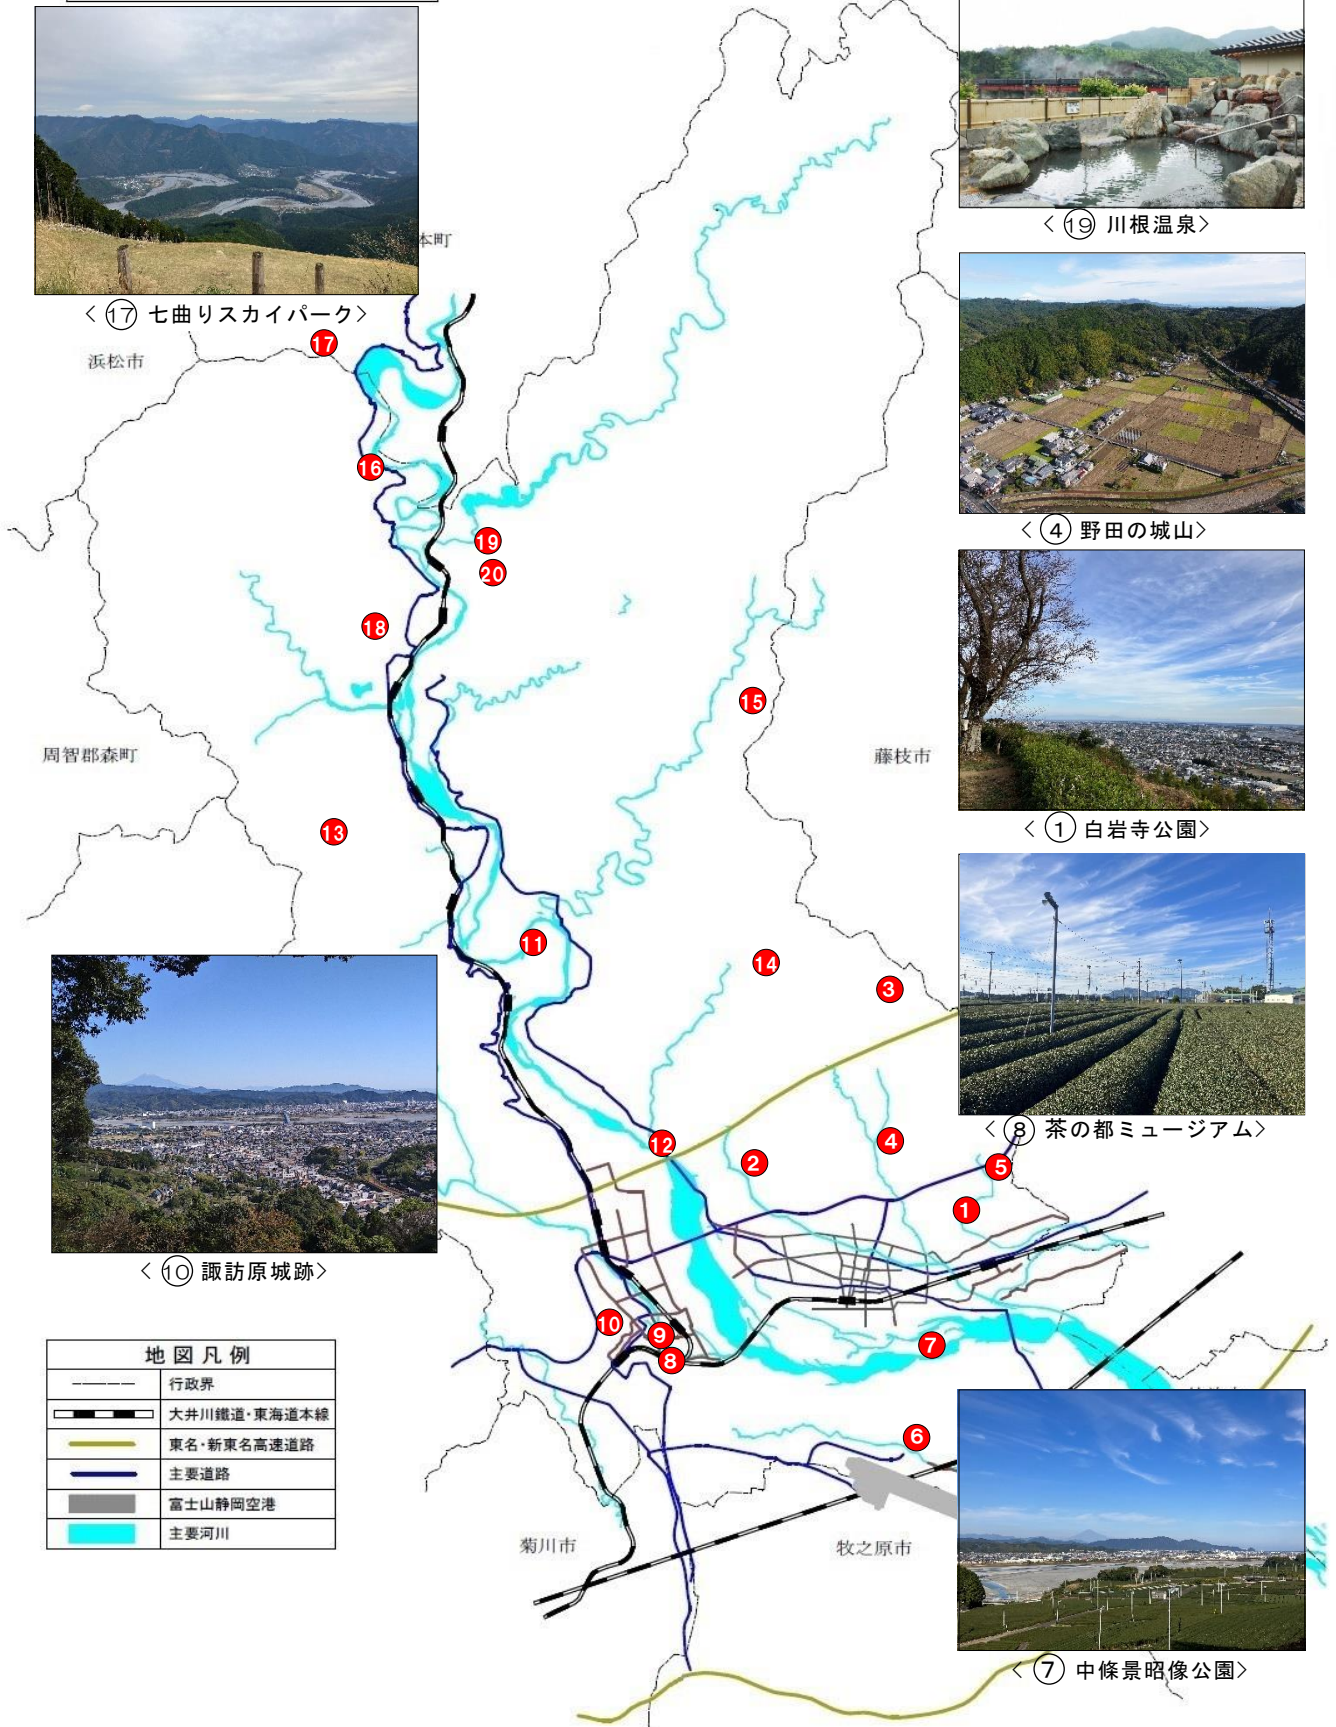 本町
<⑰ 七曲りスカイパーク>
<⑲ 川根温泉>
浜松市
17
16
<④ 野田の城山>
19
20
18
15
周智郡森町
藤枝市
<① 白岩寺公園>
13
11
14
3
<⑧ 茶の都ミュージアム>
12
2
4
5
1
<⑩ 諏訪原城跡>
10
9
8
7
地図凡例
行政界
大井川鐵道・東海道本線
東名・新東名高速道路
主要道路
富士山静岡空港
主要河川
6
菊川市
牧之原市
<⑦ 中條景昭像公園>